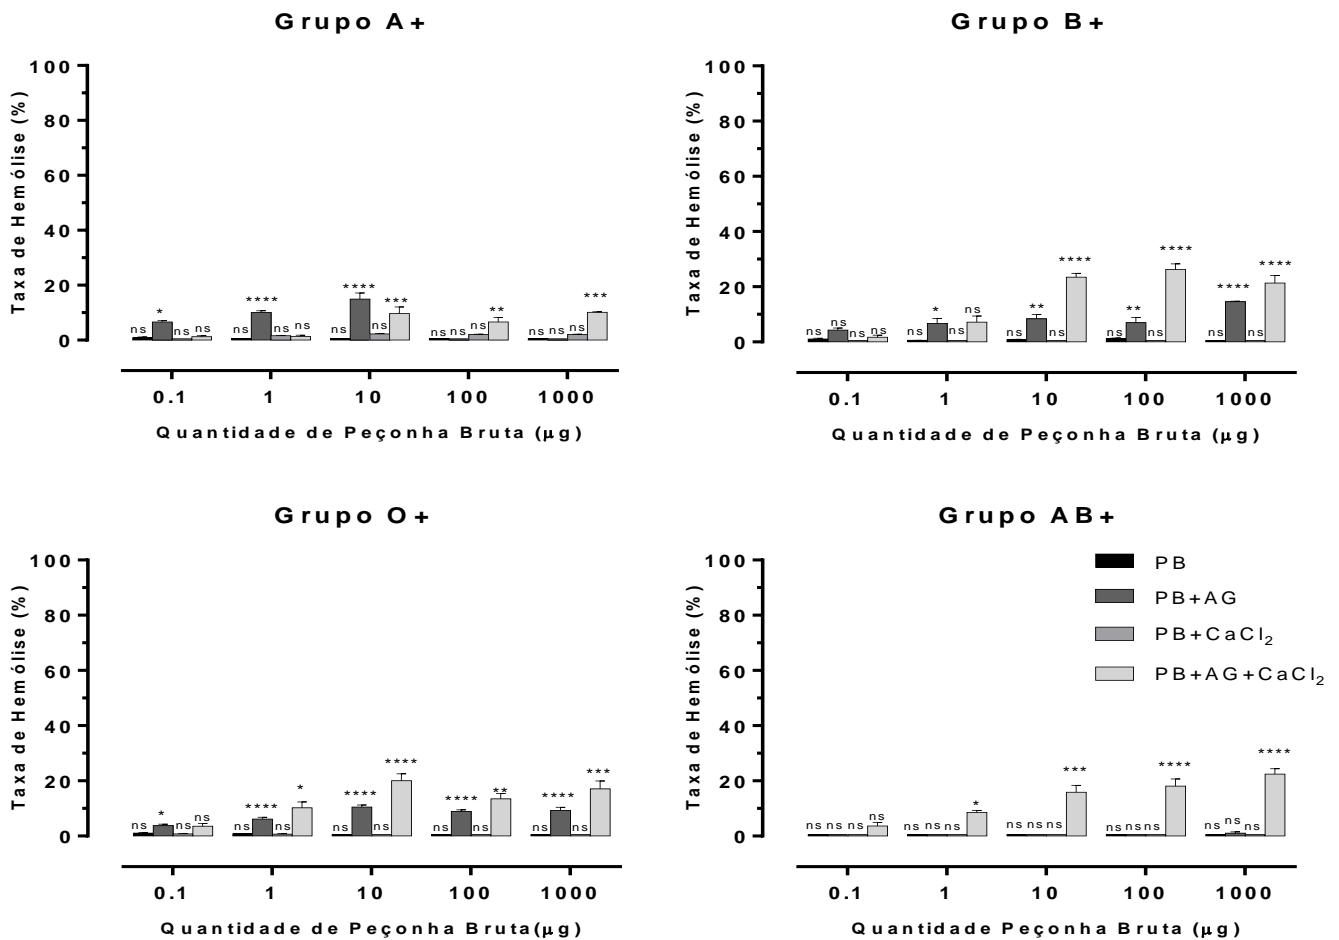 Grupo A+
Taxa de Hemólise (%)
100
80
60
40
20
0
ns * ns ns
ns **** ns ns
ns **** ns ***
ns ns ns **
ns ns ns ***
0.1 1 10 100 1000
Quantidade de Peçonha Bruta (µg)
Grupo B+
Taxa de Hemólise (%)
100
80
60
40
20
0
ns ns ns ns
ns * ns ns
ns ** ns ****
ns ** ns ****
ns **** ns ****
0.1 1 10 100 1000
Quantidade de Peçonha Bruta (µg)
Grupo O+
Taxa de Hemólise (%)
100
80
60
40
20
0
ns * ns ns
ns **** ns *
ns **** ns ****
ns **** ns **
ns **** ns ***
0.1 1 10 100 1000
Quantidade de Peçonha Bruta(µg)
Grupo AB+
PB
PB+AG
PB+CaCl₂
PB+AG+CaCl₂
Taxa de Hemólise (%)
100
80
60
40
20
0
ns ns ns ns
ns ns ns *
ns ns ns ***
ns ns ns ****
ns ns ns ****
0.1 1 10 100 1000
Quantidade de Peçonha Bruta (µg)